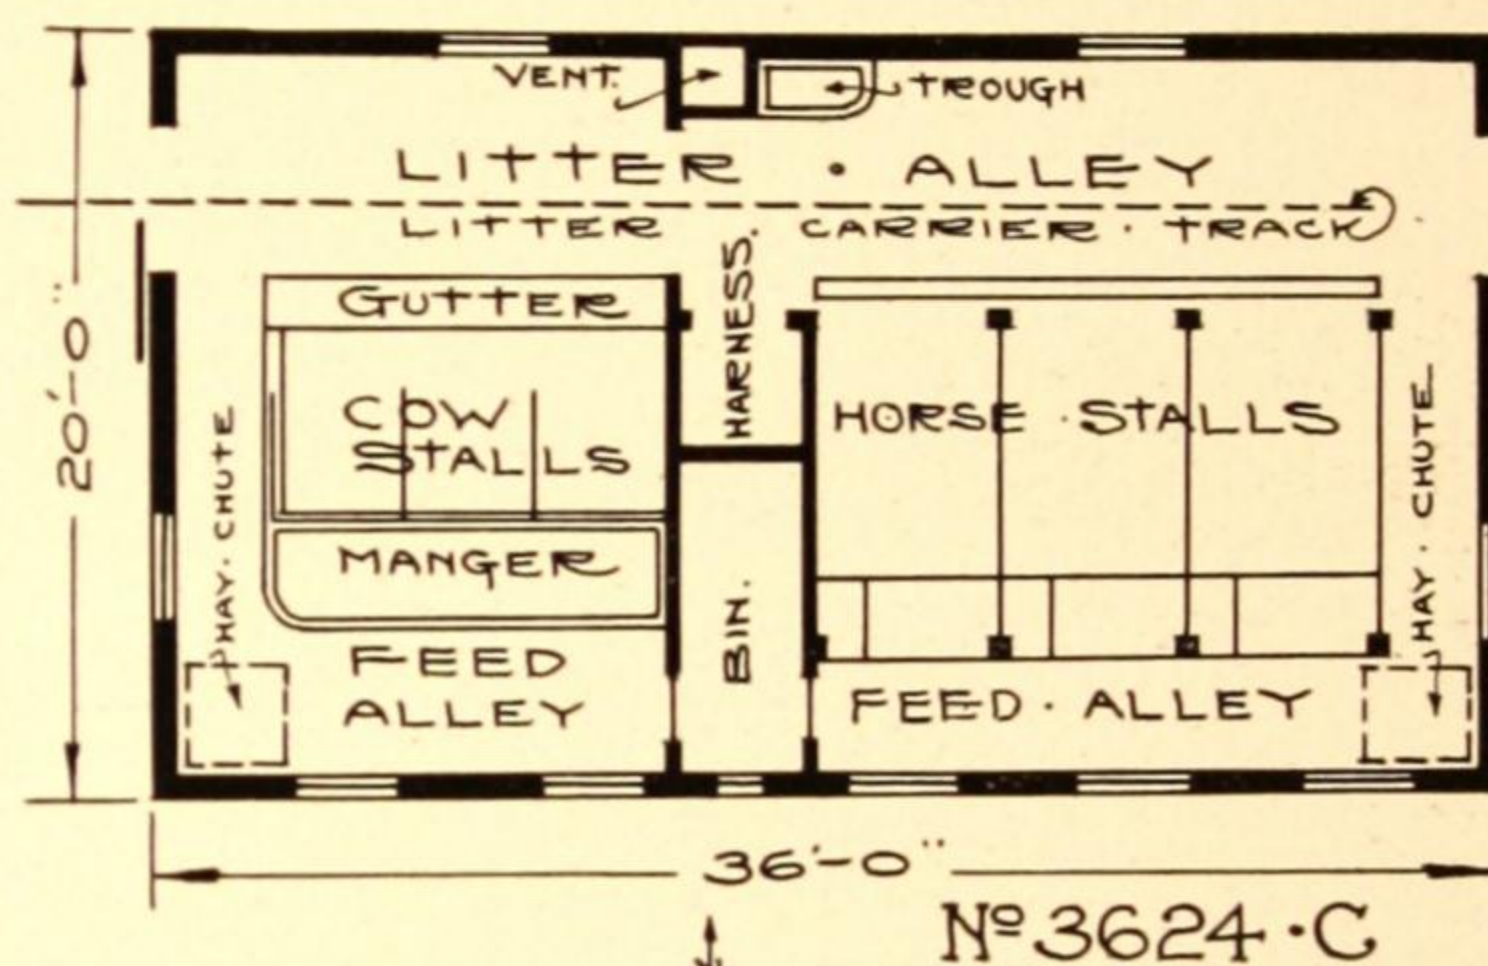 VENT.
TROUGH
LITTER · ALLEY
LITTER CARRIER · TRACK
GUTTER
HARNESS.
COW
STALLS
HORSE · STALLS
20'-0"
HAY · CHUTE
HAY · CHUTE
MANGER
BIN.
FEED
ALLEY
FEED · ALLEY
36'-0"
Nº 3624 · C